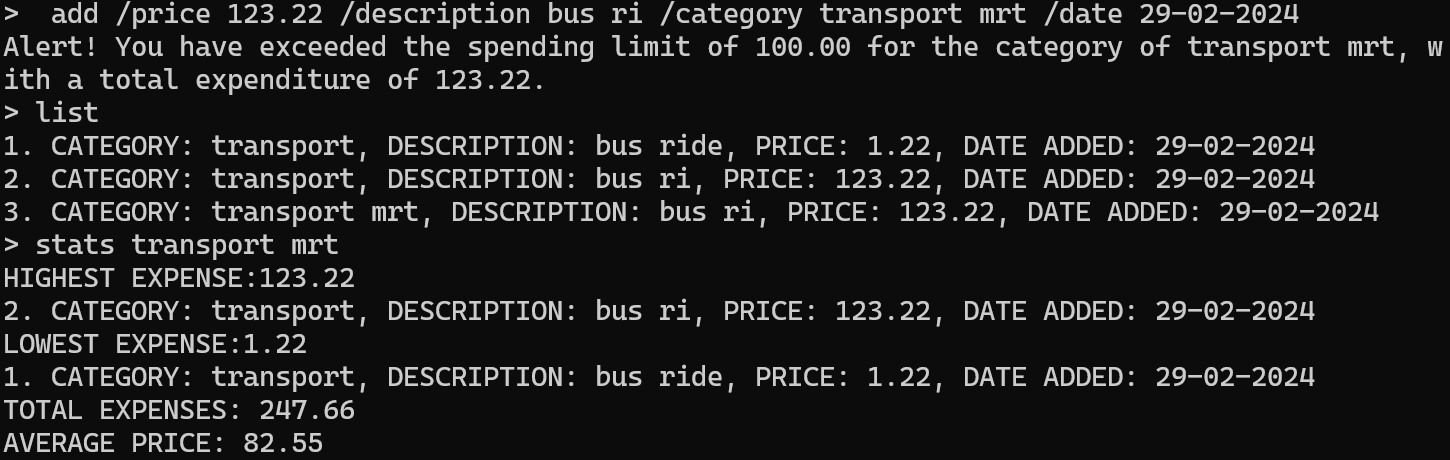 >  add /price 123.22 /description bus ri /category transport mrt /date 29-02-2024
Alert! You have exceeded the spending limit of 100.00 for the category of transport mrt, w
ith a total expenditure of 123.22.
> list
1. CATEGORY: transport, DESCRIPTION: bus ride, PRICE: 1.22, DATE ADDED: 29-02-2024
2. CATEGORY: transport, DESCRIPTION: bus ri, PRICE: 123.22, DATE ADDED: 29-02-2024
3. CATEGORY: transport mrt, DESCRIPTION: bus ri, PRICE: 123.22, DATE ADDED: 29-02-2024
> stats transport mrt
HIGHEST EXPENSE:123.22
2. CATEGORY: transport, DESCRIPTION: bus ri, PRICE: 123.22, DATE ADDED: 29-02-2024
LOWEST EXPENSE:1.22
1. CATEGORY: transport, DESCRIPTION: bus ride, PRICE: 1.22, DATE ADDED: 29-02-2024
TOTAL EXPENSES: 247.66
AVERAGE PRICE: 82.55